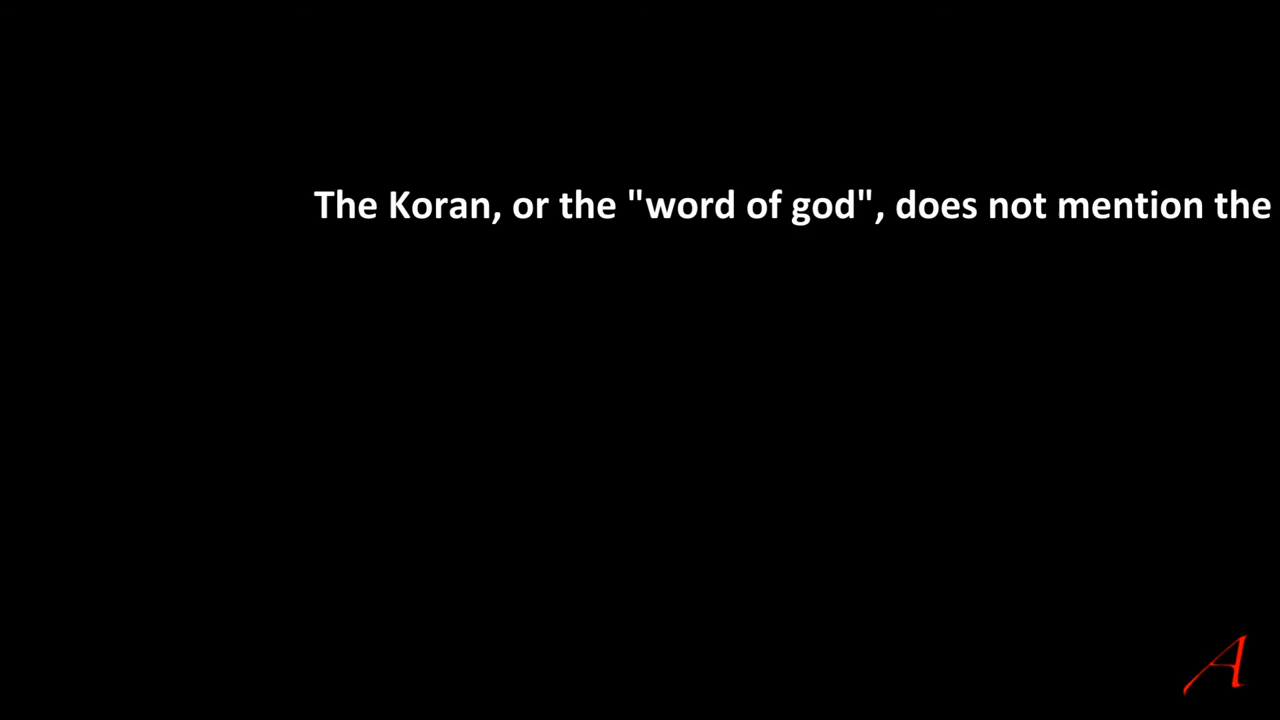 The Koran, or the "word of god", does not mention the
A